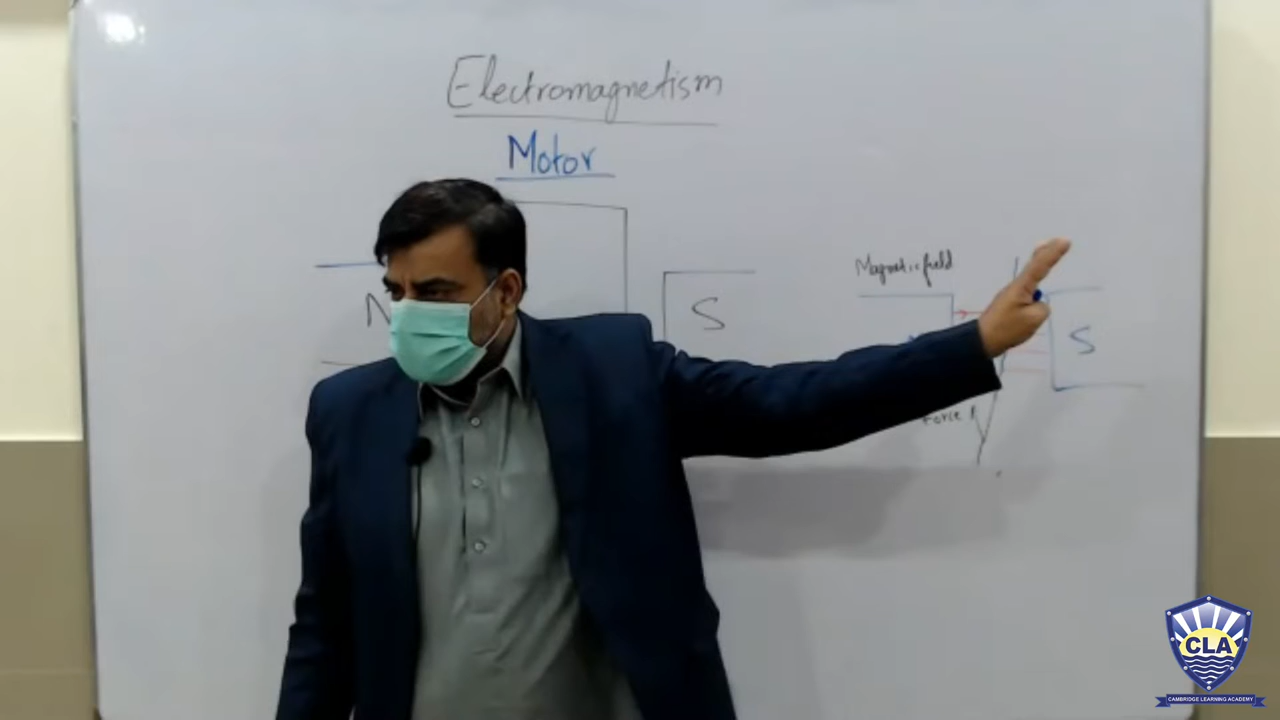 Electromagnetism
Motor
N
S
Magnetic field
S
Force
CLA
CAMBRIDGE LEARNING ACADEMY